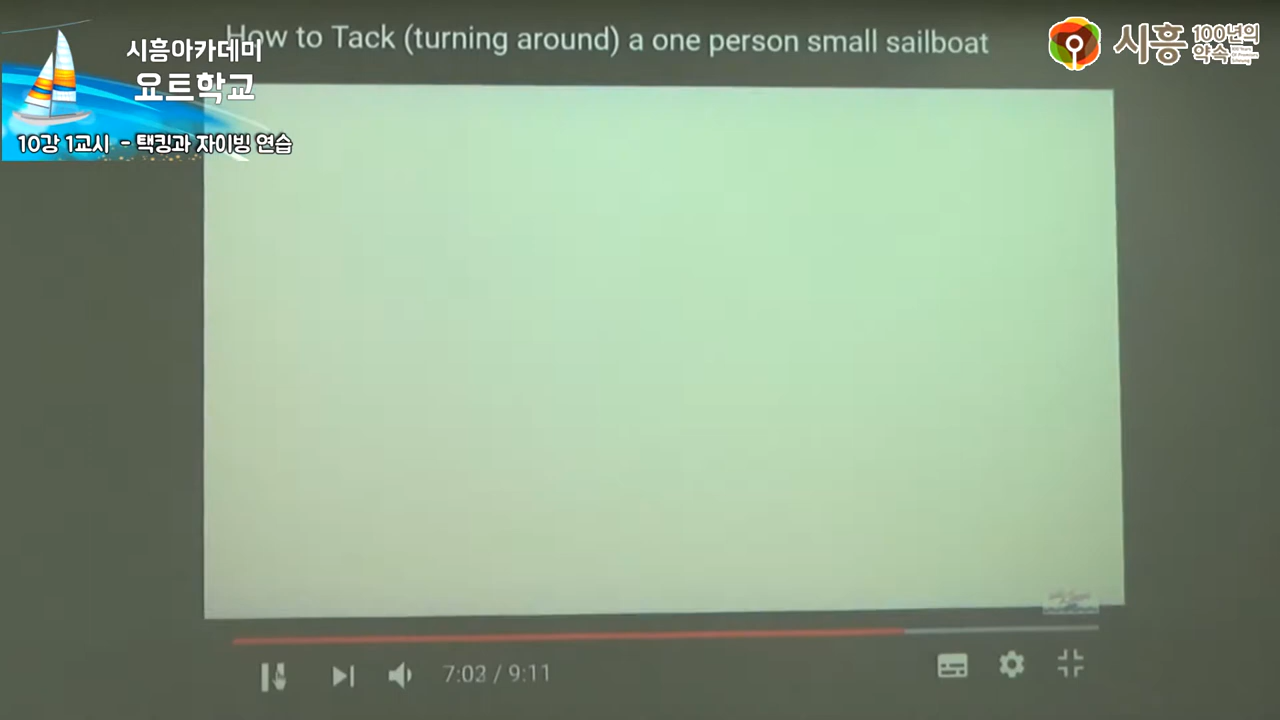 How to Tack (turning around) a one person small sailboat
시흥아카데미
요트학교
10강 1교시 - 택킹과 자이빙 연습
시흥 100년의
약속
7:03 / 9:11